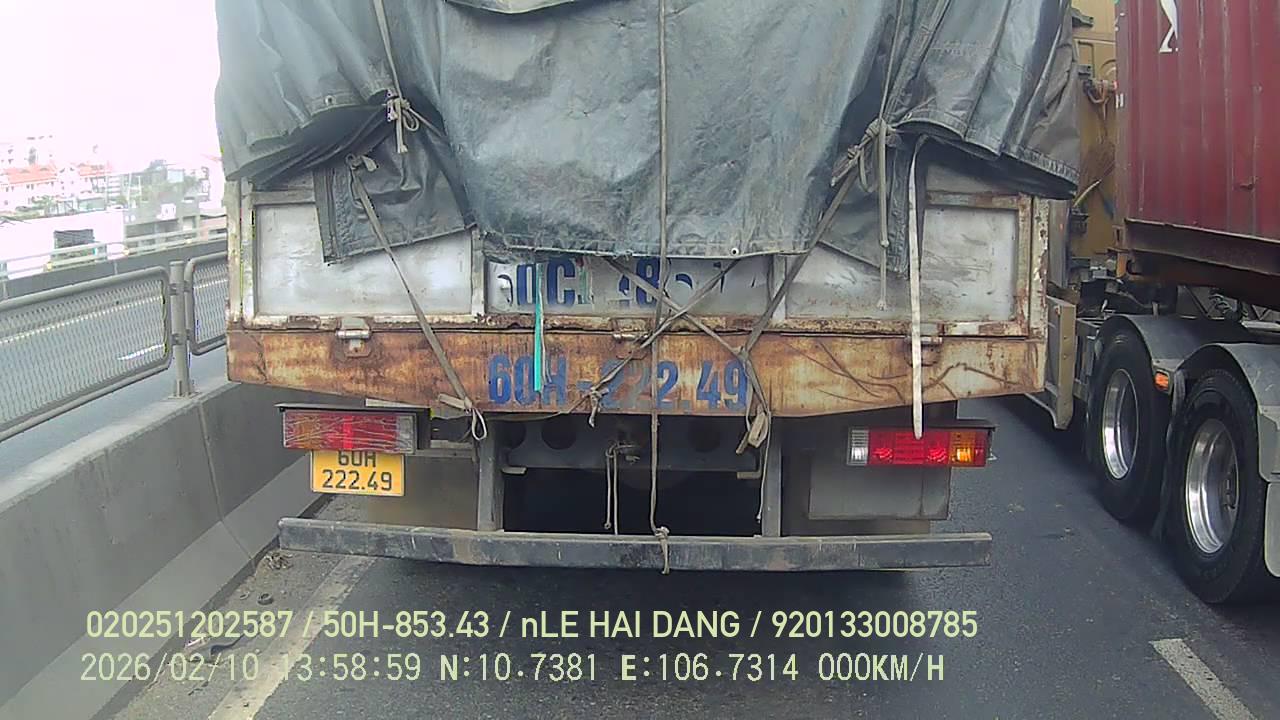 60H-222.49
60H
222.49
020251202587 / 50H-853.43 / nLE HAI DANG / 920133008785
2026/02/10 13:58:59 N:10.7381 E:106.7314 000KM/H